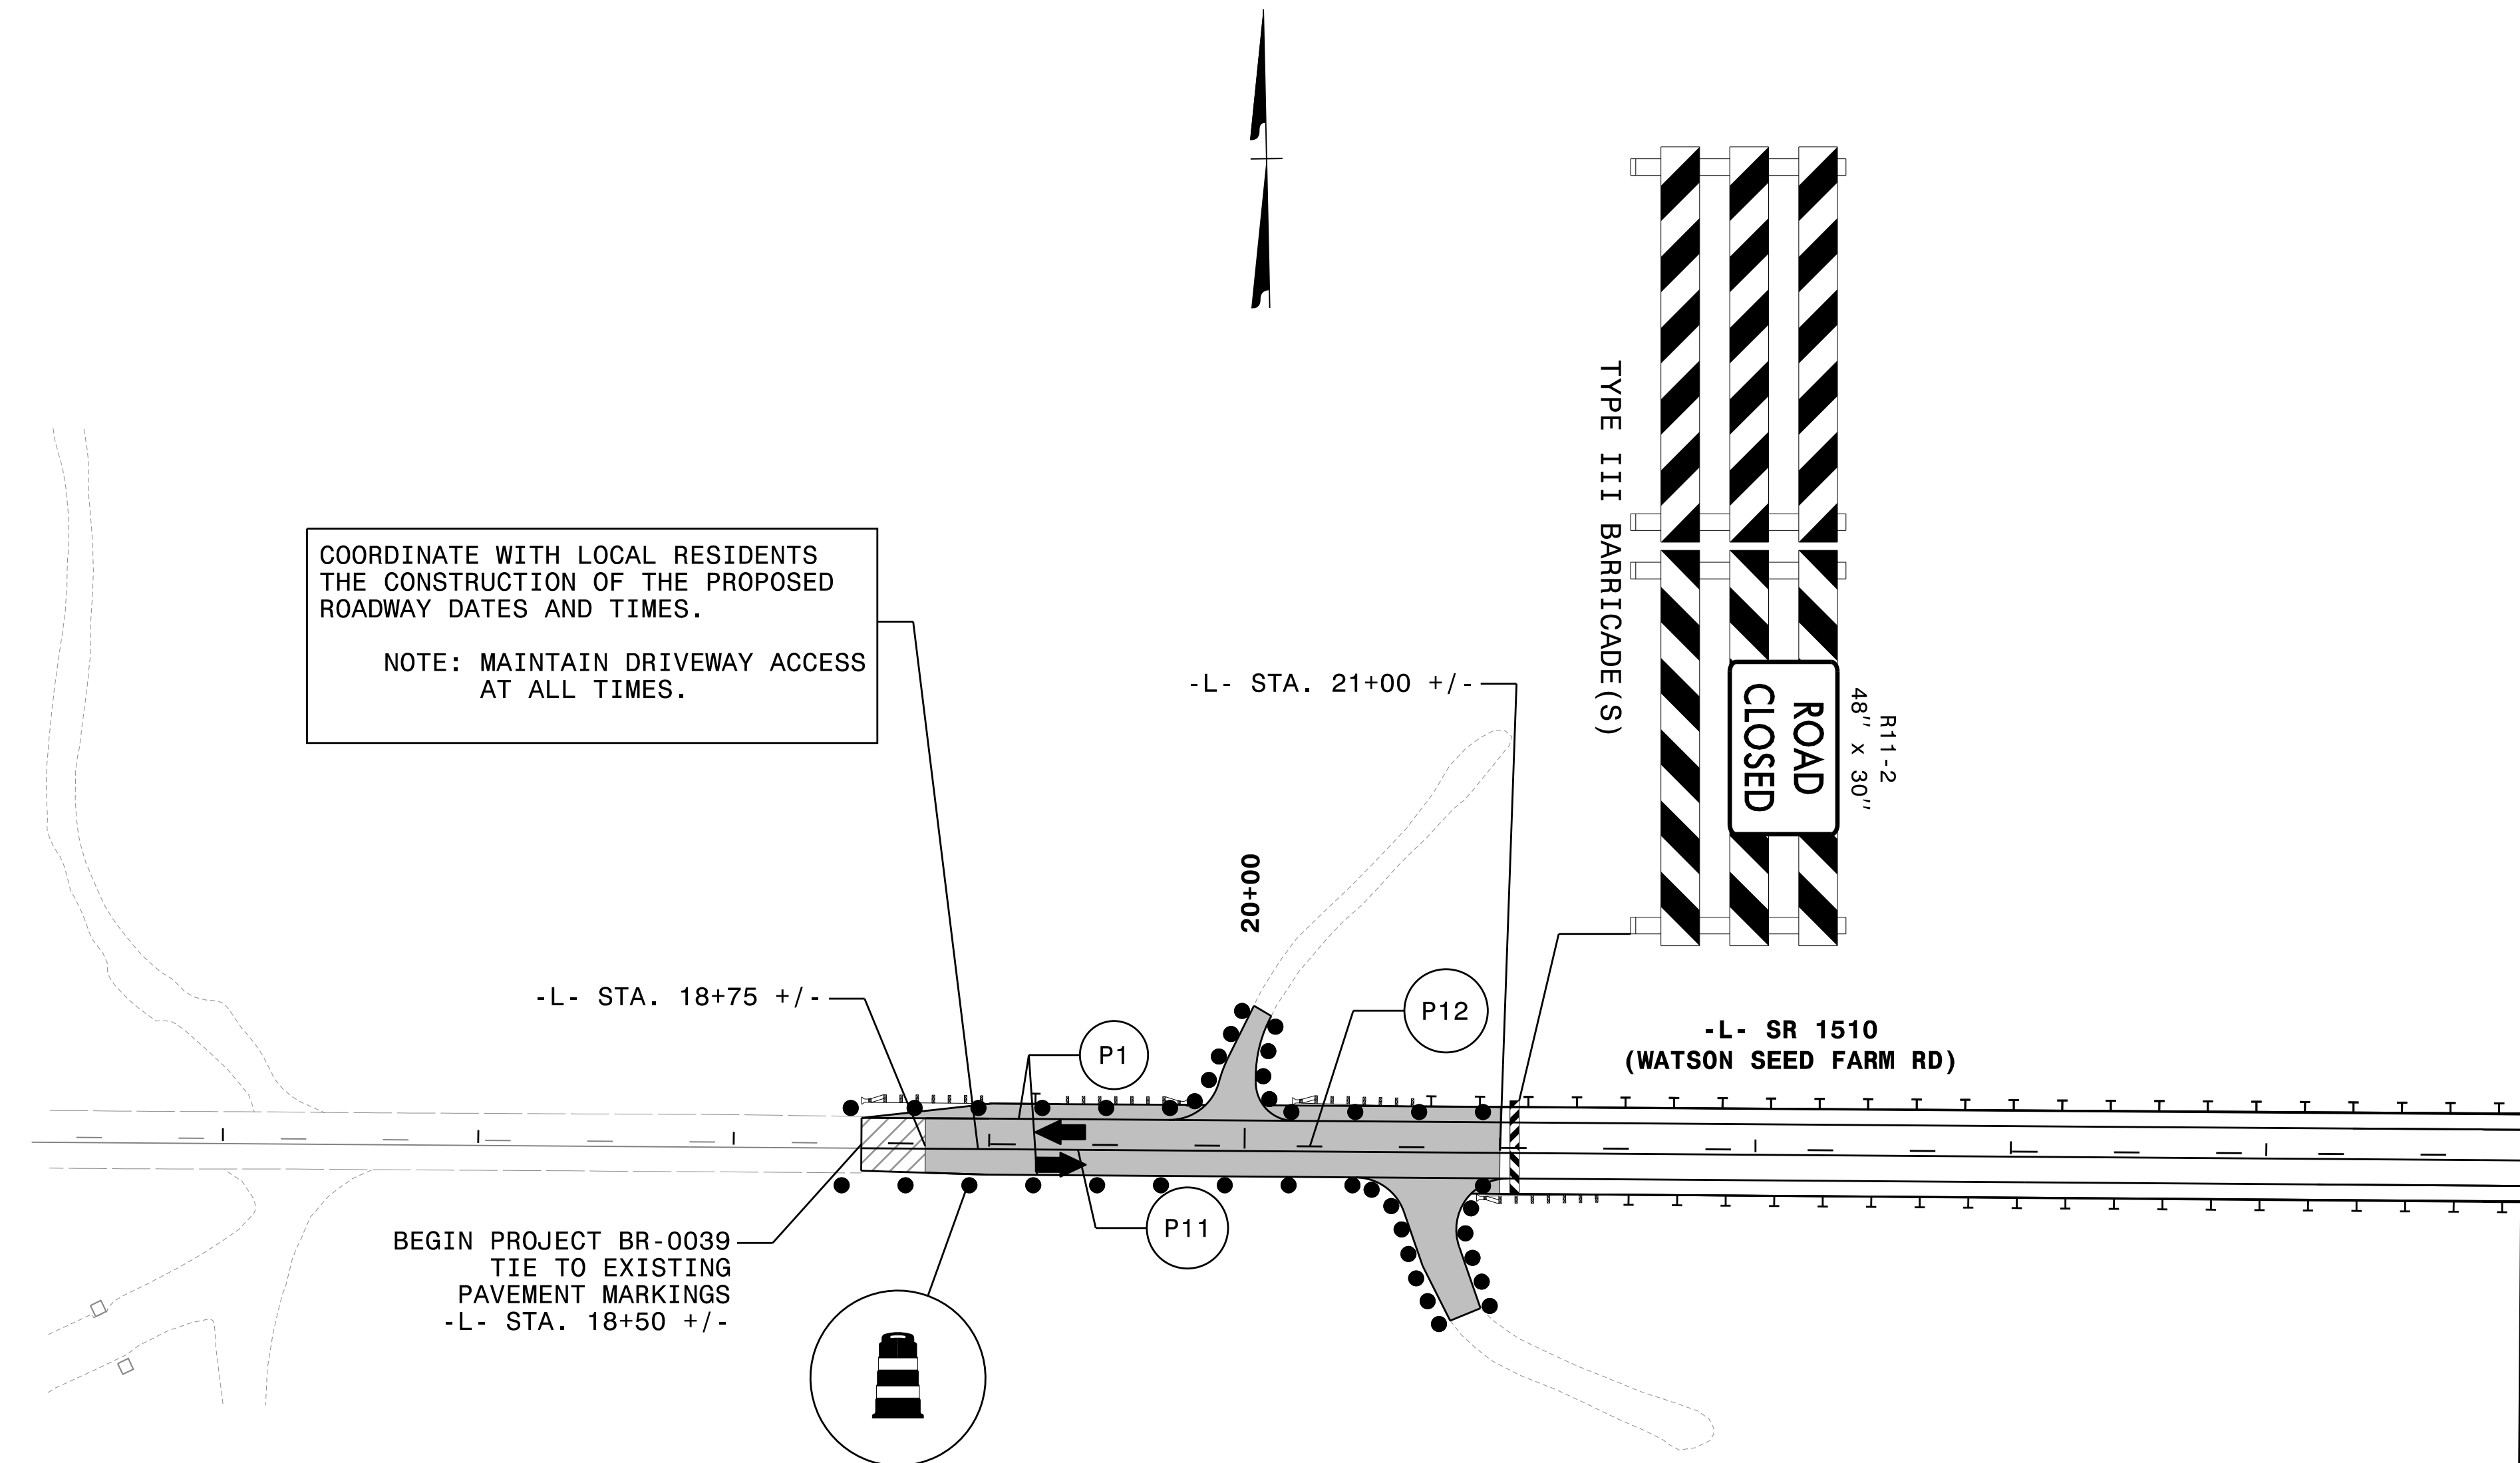 COORDINATE WITH LOCAL RESIDENTS
THE CONSTRUCTION OF THE PROPOSED
ROADWAY DATES AND TIMES.
NOTE: MAINTAIN DRIVEWAY ACCESS
AT ALL TIMES.
TYPE III BARRICADE(S)
ROAD
CLOSED
R11-2
48" x 30"
-L- STA. 21+00 +/-
20+00
-L- STA. 18+75 +/-
P1
P12
-L- SR 1510
(WATSON SEED FARM RD)
P11
BEGIN PROJECT BR-0039
TIE TO EXISTING
PAVEMENT MARKINGS
-L- STA. 18+50 +/-